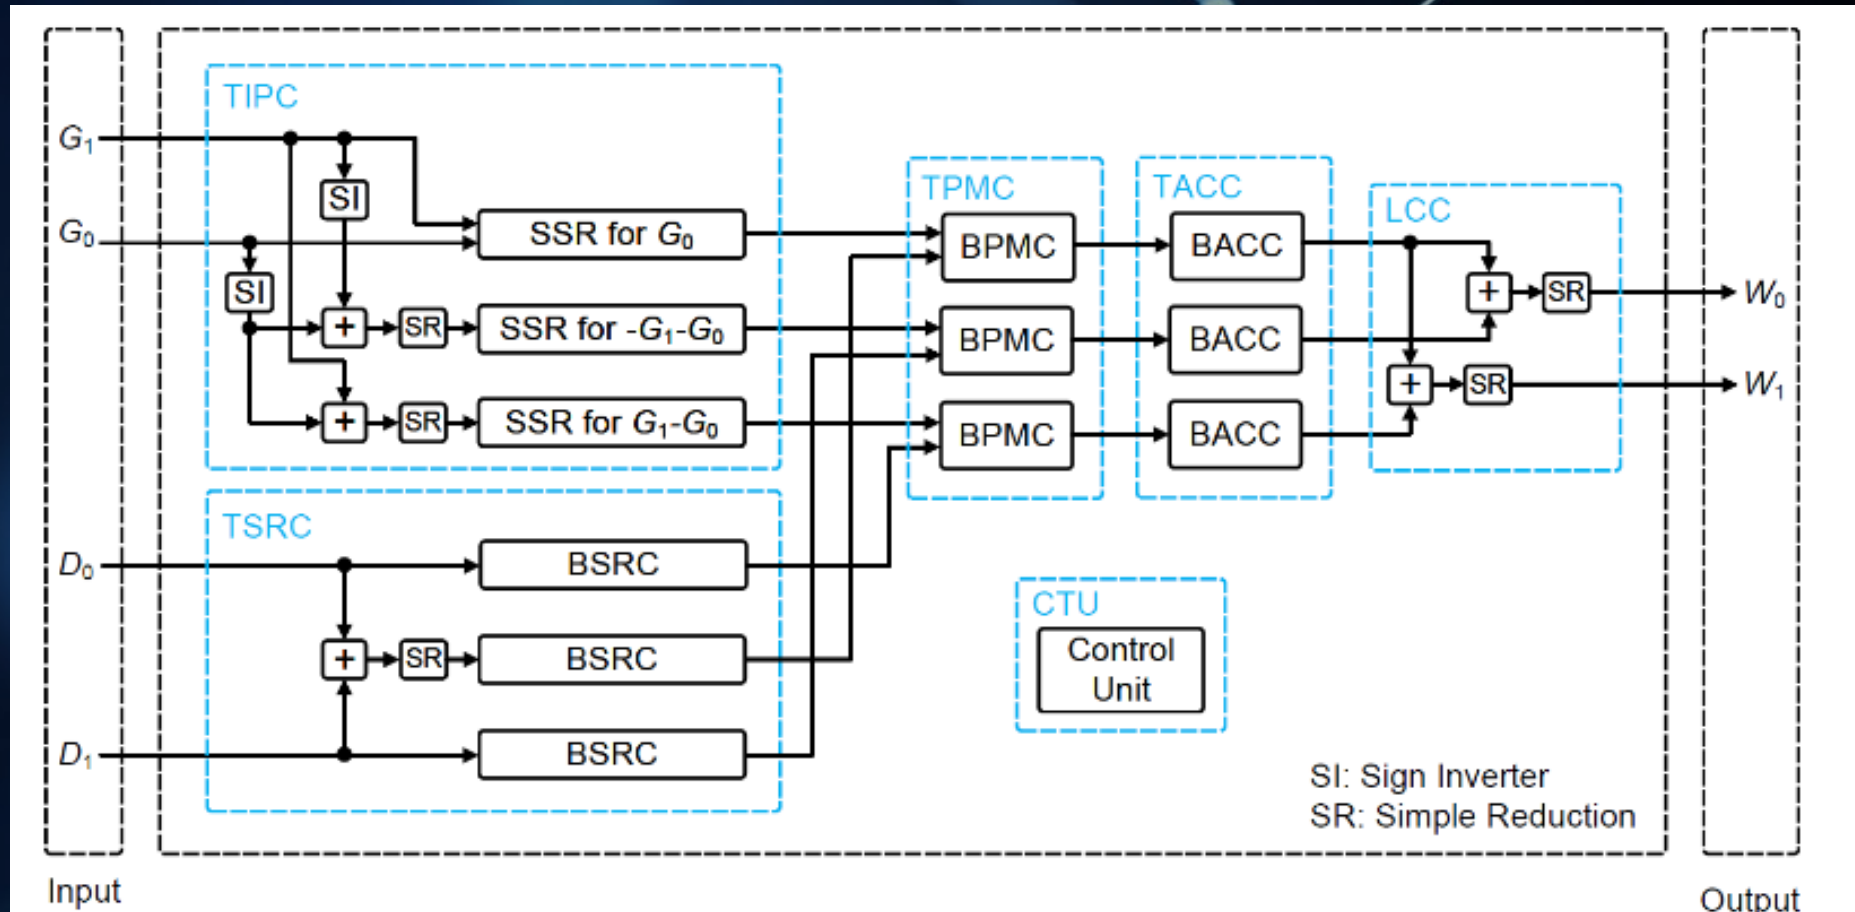 TIPC
G₁
SI
G₀
SSR for G₀
SI
+
SR
SSR for -G₁-G₀
+
SR
SSR for G₁-G₀
TPMC
BPMC
BPMC
BPMC
TACC
BACC
BACC
BACC
LCC
+
SR
W₀
+
SR
W₁
TSRC
D₀
BSRC
+
SR
BSRC
D₁
BSRC
CTU
Control
Unit
SI: Sign Inverter
SR: Simple Reduction
Input
Output